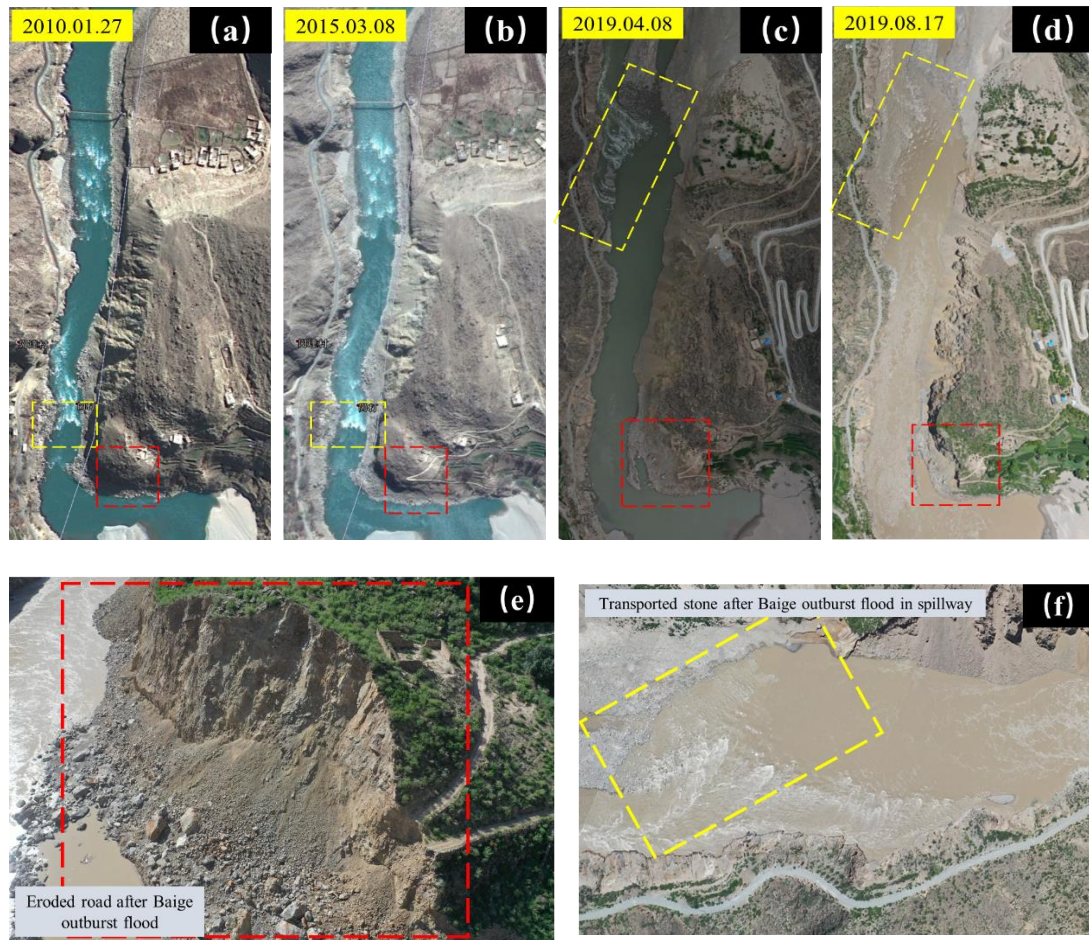 2010.01.27
(a)
2015.03.08
(b)
2019.04.08
(c)
2019.08.17
(d)
(e)
Eroded road after Baige
outburst flood
(f)
Transported stone after Baige outburst flood in spillway